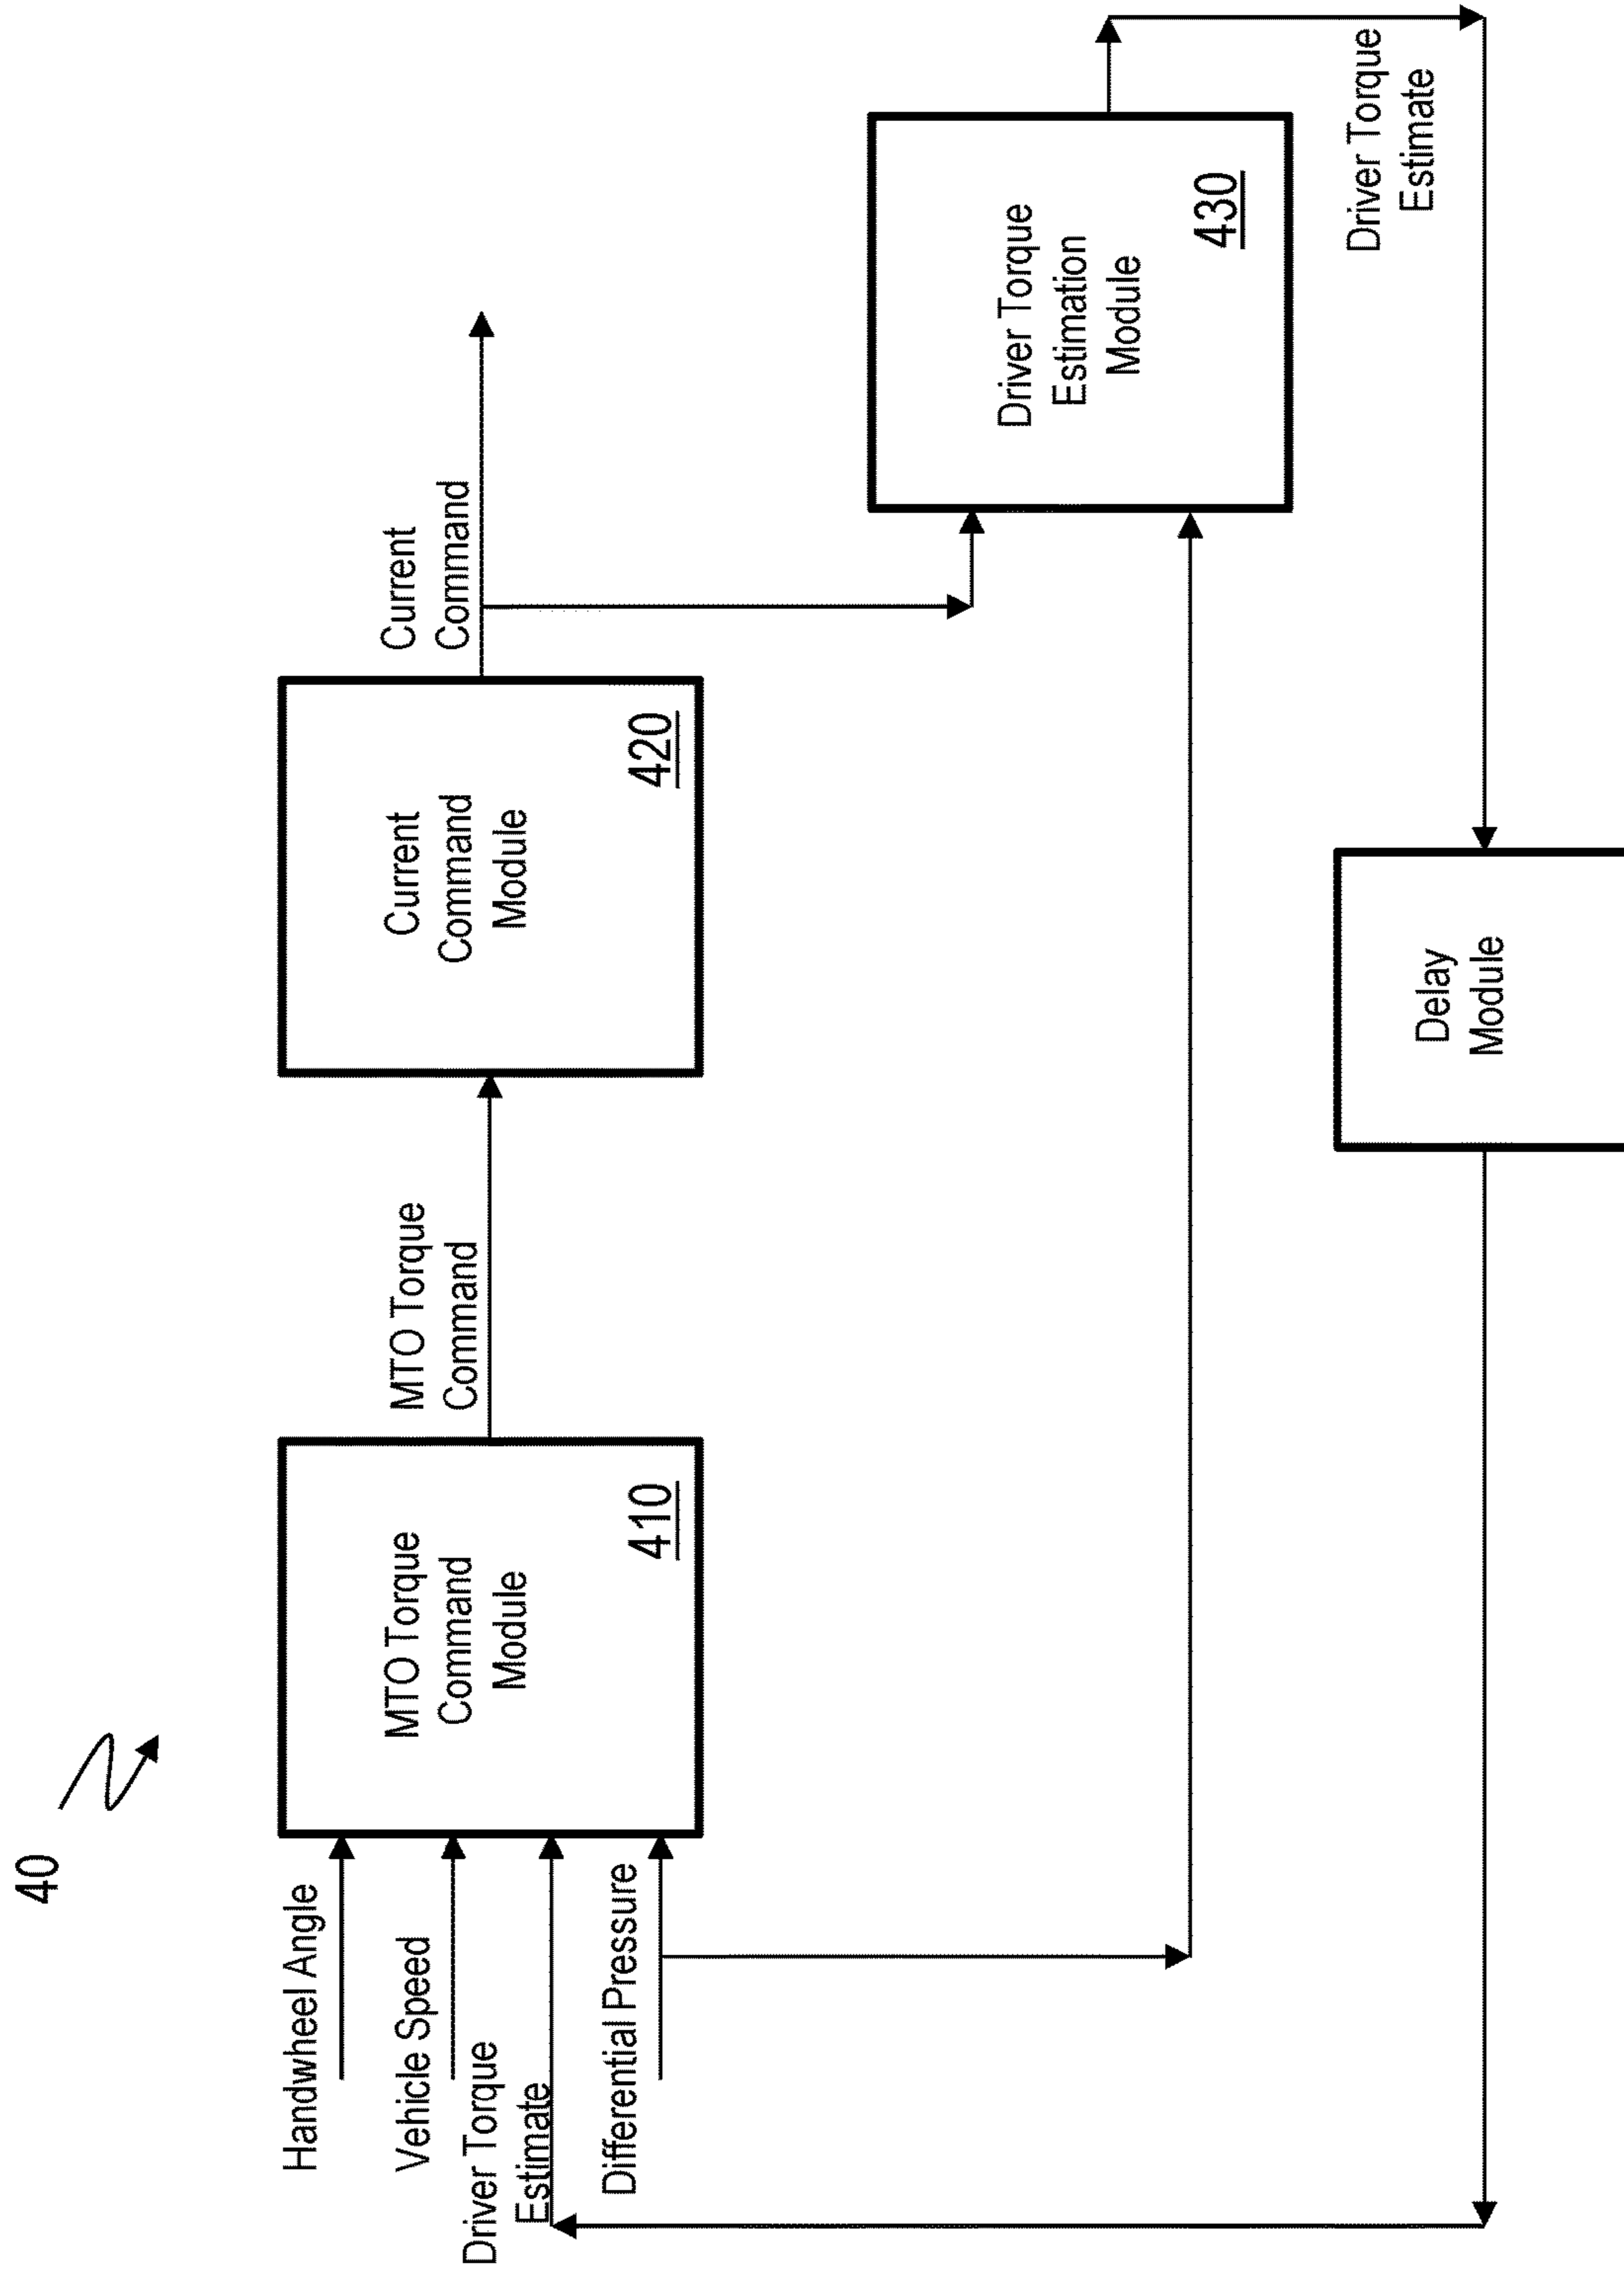 40
Handwheel Angle
Vehicle Speed
Driver Torque
Estimate
Differential Pressure
MTO Torque
Command
Module
410
MTO Torque
Command
Current
Command
Module
420
Current
Command
Driver Torque
Estimation
Module
430
Driver Torque
Estimate
Delay
Module